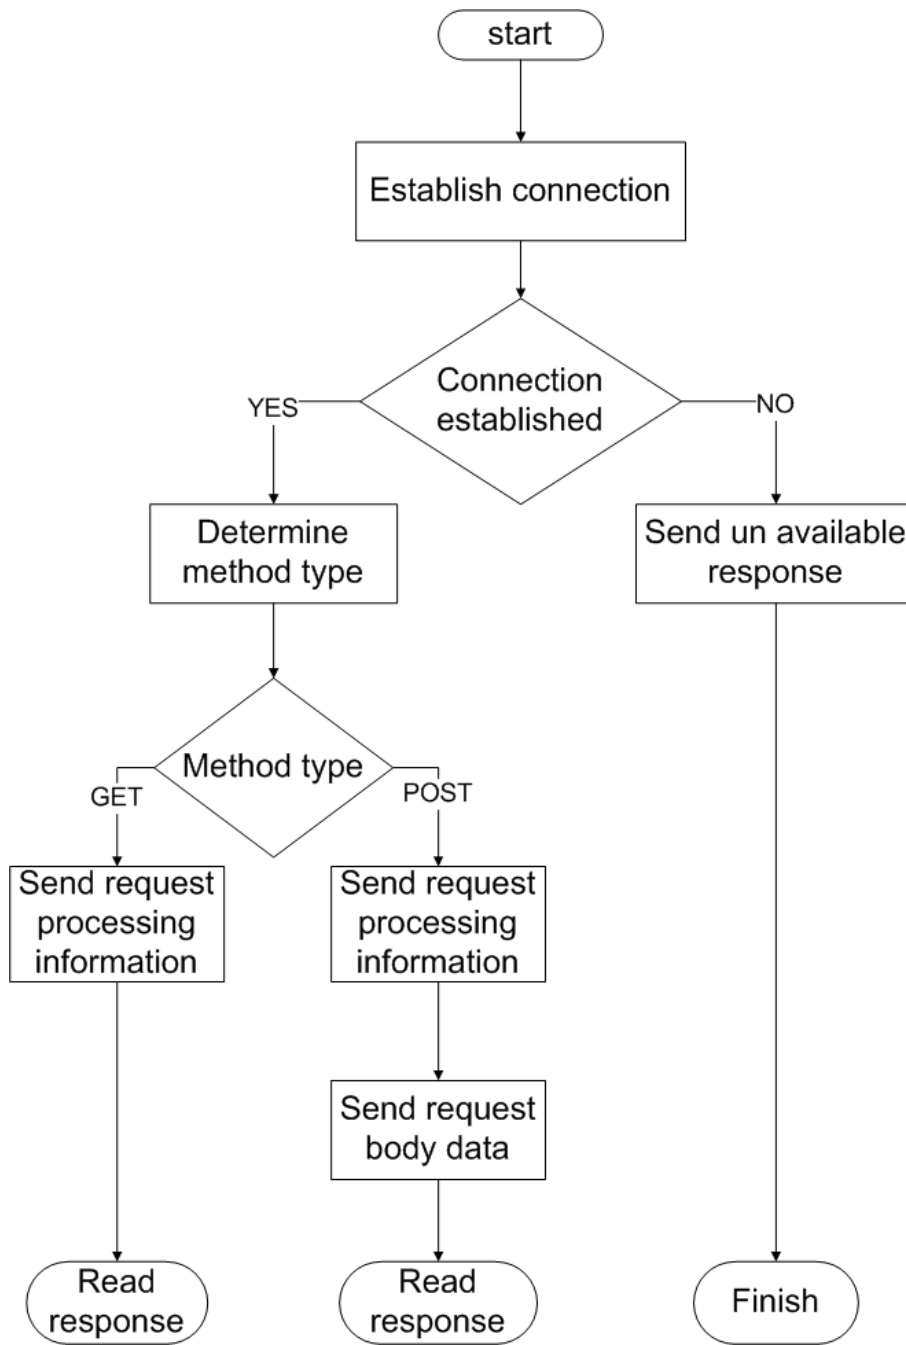 start
Establish connection
Connection
established
YES
NO
Determine
method type
Send un available
response
Method type
GET
POST
Send request
processing
information
Send request
processing
information
Send request
body data
Read
response
Read
response
Finish